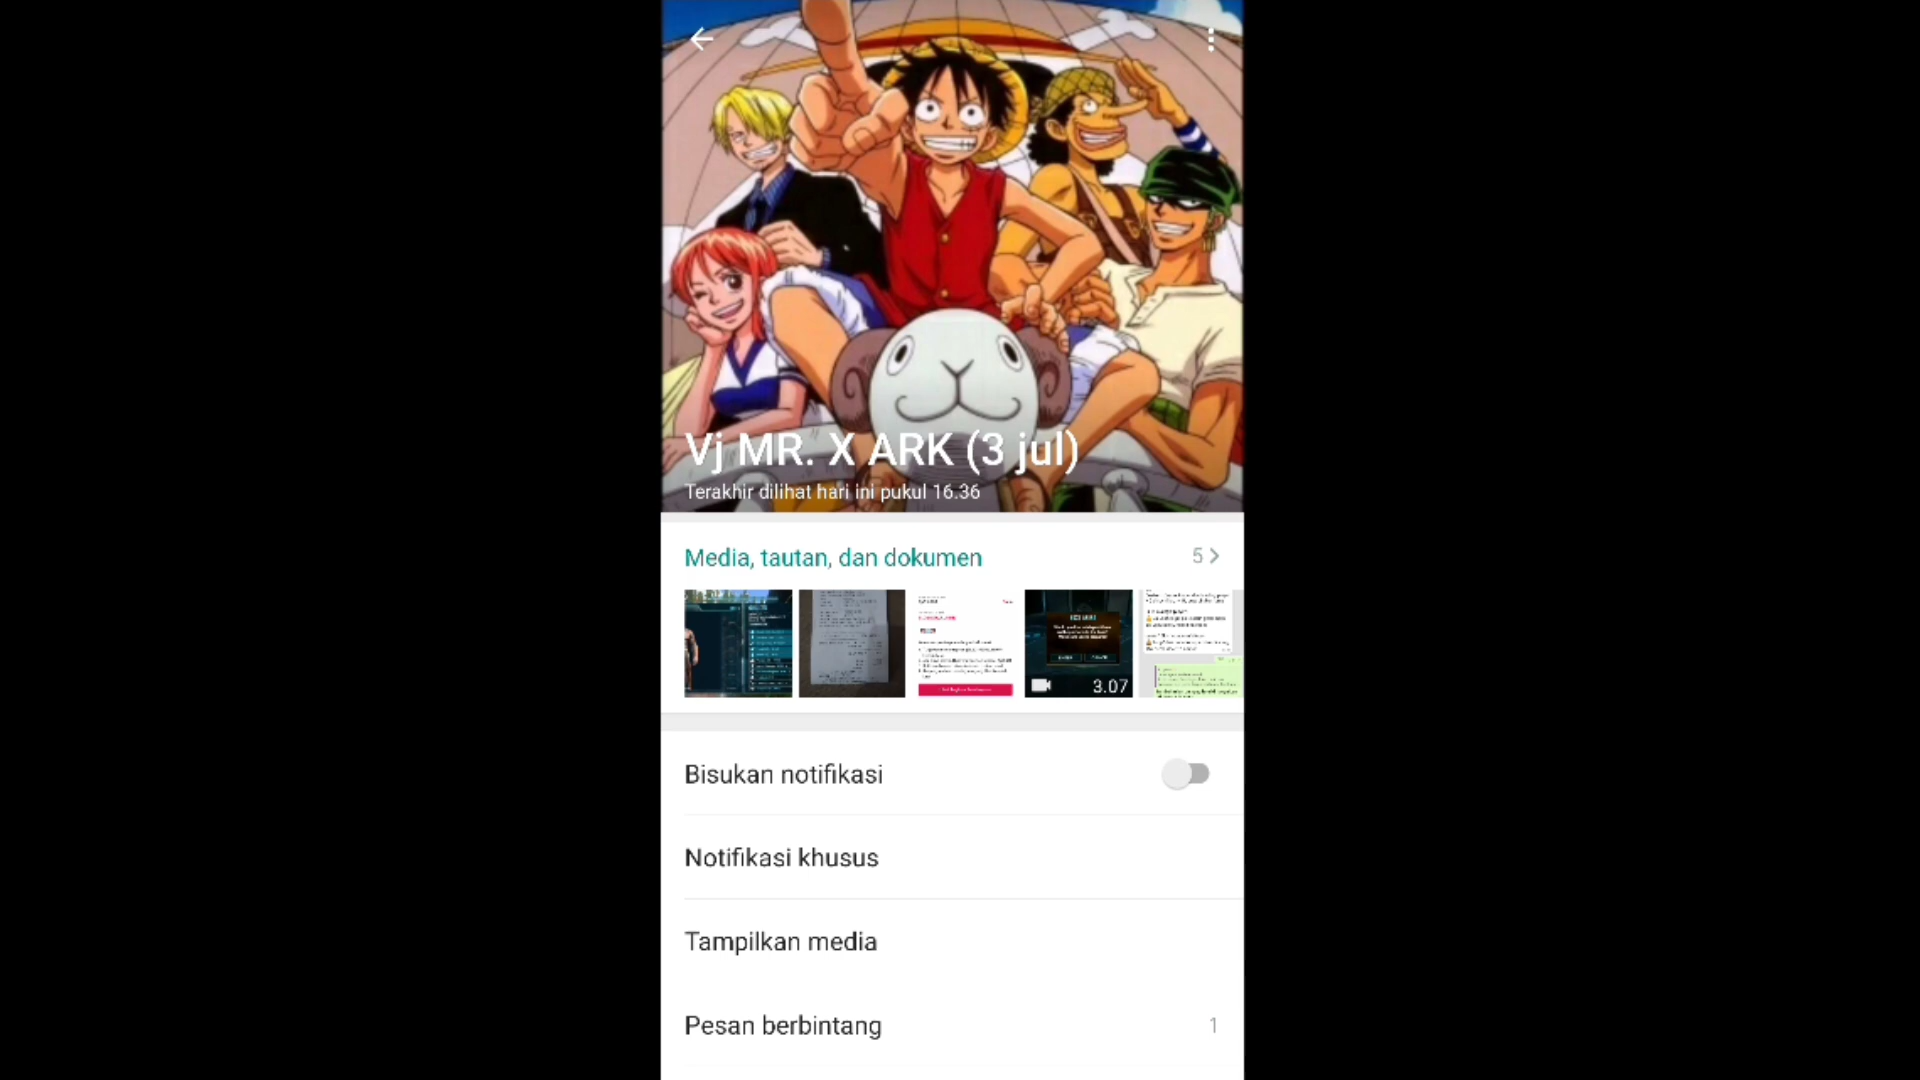 Vj MR. X ARK (3 jul)
Terakhir dilihat hari ini pukul 16.36
Media, tautan, dan dokumen
5
3.07
Bisukan notifikasi
Notifikasi khusus
Tampilkan media
Pesan berbintang
1